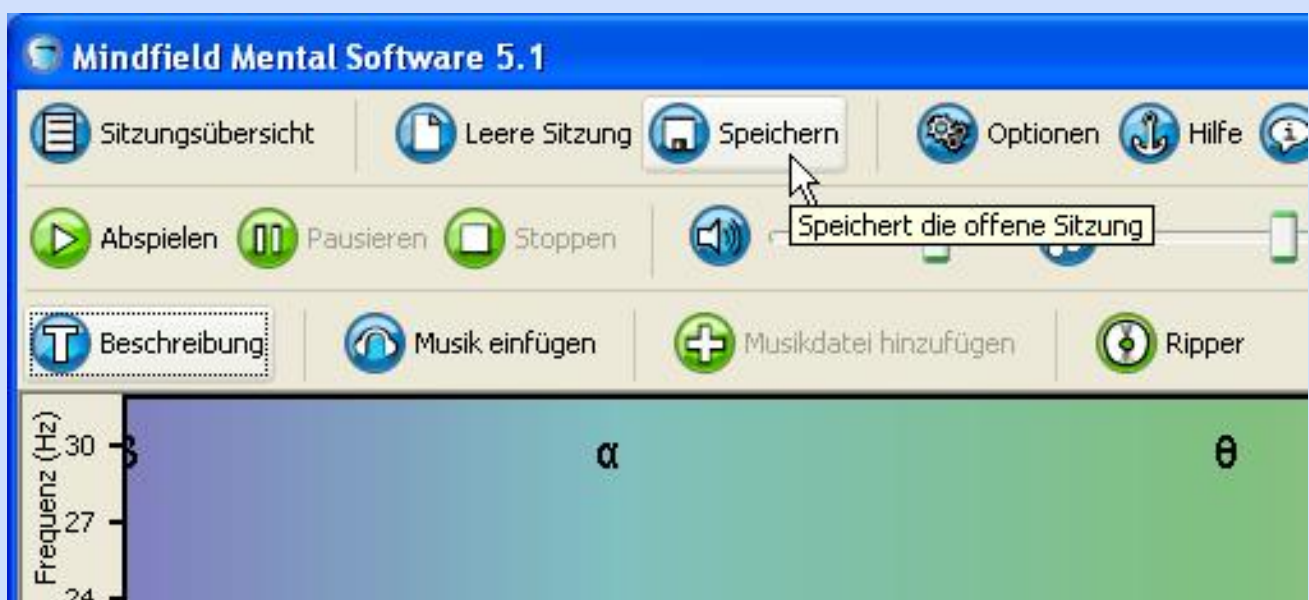 Mindfield Mental Software 5.1
Sitzungsübersicht Leere Sitzung Speichern Optionen Hilfe
Abspielen Pausieren Stoppen
Speichert die offene Sitzung
Beschreibung Musik einfügen Musikdatei hinzufügen Ripper
Frequenz (Hz)
30 α θ
27
24